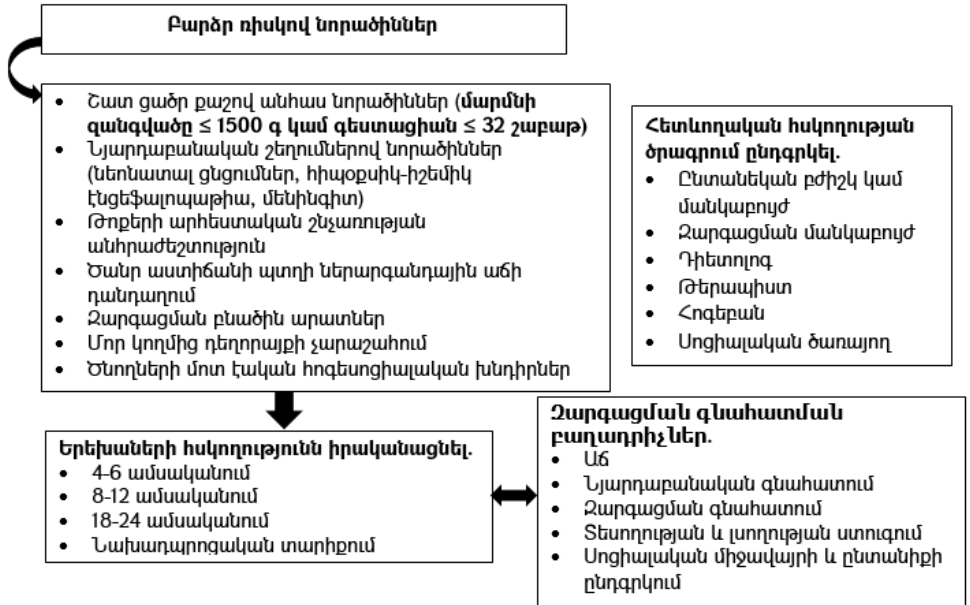 Բարձր ռիսկով նորածիններ
• Շատ ցածր քաշով անհաս նորածիններ (մարմնի
զանգվածը ≤ 1500 գ կամ գեստացիան ≤ 32 շաբաթ)
• Նյարդաբանական շեղումներով նորածիններ
(նեոնատալ ցնցումներ, հիպօքսիկ-իշեմիկ
էնցեֆալոպաթիա, մենինգիտ)
• Թոքերի արհեստական շնչառության
անհրաժեշտություն
• Ծանր աստիճանի պտղի ներարգանդային աճի
դանդաղում
• Զարգացման բնածին արատներ
• Մոր կողմից դեղորայքի չարաշահում
• Ծնողների մոտ էական հոգեսոցիալական խնդիրներ
Հետևողական հսկողության
ծրագրում ընդգրկել.
• Ընտանեկան բժիշկ կամ
մանկաբույժ
• Զարգացման մանկաբույժ
• Դիետոլոգ
• Թերապիստ
• Հոգեբան
• Սոցիալական ծառայող
Երեխաների հսկողությունն իրականացնել.
• 4-6 ամսականում
• 8-12 ամսականում
• 18-24 ամսականում
• Նախադպրոցական տարիքում
Զարգացման գնահատման
բաղադրիչներ.
• Աճ
• Նյարդաբանական գնահատում
• Զարգացման գնահատում
• Տեսողության և լսողության ստուգում
• Սոցիալական միջավայրի և ընտանիքի
ընդգրկում